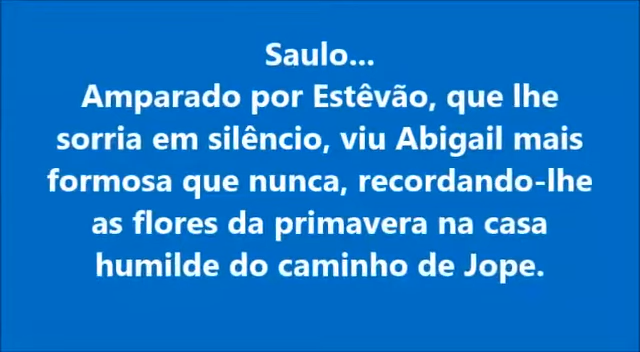 Saulo...
Amparado por Estêvão, que lhe
sorria em silêncio, viu Abigail mais
formosa que nunca, recordando-lhe
as flores da primavera na casa
humilde do caminho de Jope.